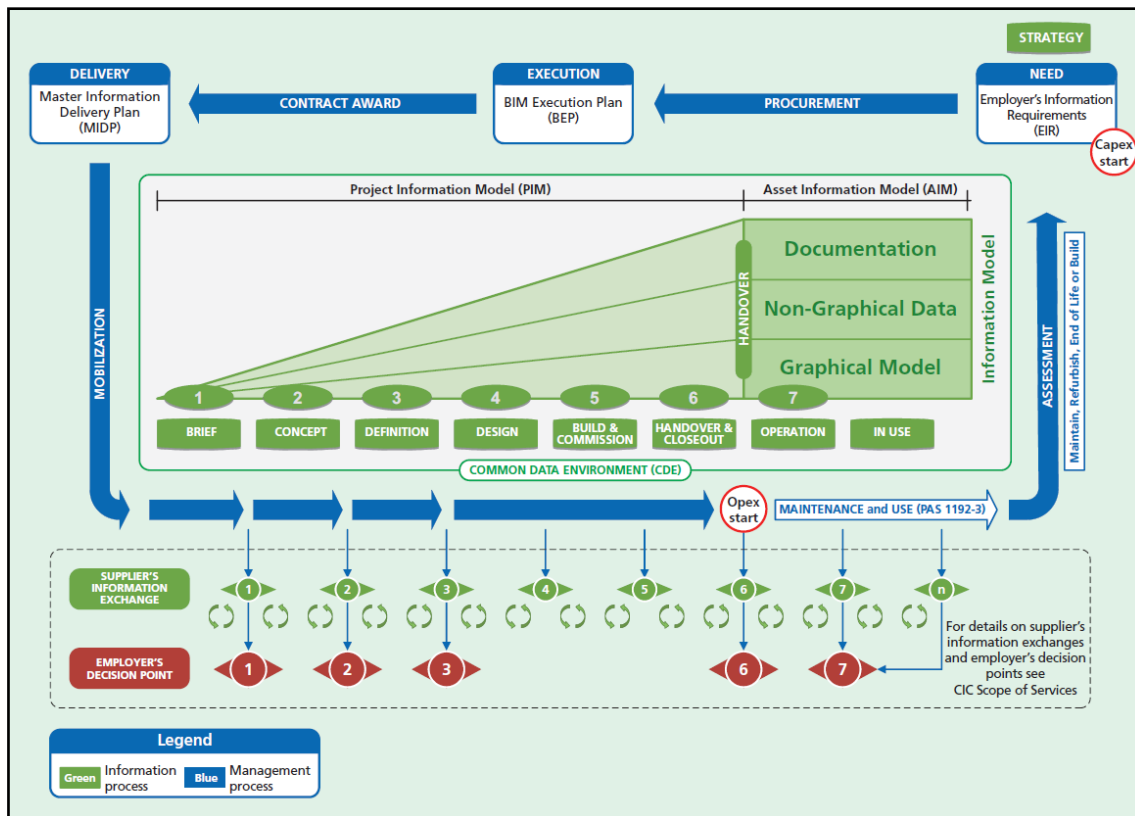 STRATEGY
DELIVERY
Master Information
Delivery Plan
(MIDP)
CONTRACT AWARD
EXECUTION
BIM Execution Plan
(BEP)
PROCUREMENT
NEED
Employer's Information
Requirements
(EIR)
Capex
start
Project Information Model (PIM)
Asset Information Model (AIM)
Documentation
Non-Graphical Data
Graphical Model
HANDOVER
Information Model
MOBILIZATION
ASSESSMENT
Maintain, Refurbish, End of Life or Build
1
2
3
4
5
6
7
BRIEF
CONCEPT
DEFINITION
DESIGN
BUILD &
COMMISSION
HANDOVER &
CLOSEOUT
OPERATION
IN USE
COMMON DATA ENVIRONMENT (CDE)
Opex
start
MAINTENANCE and USE (PAS 1192-3)
SUPPLIER'S
INFORMATION
EXCHANGE
1
2
3
4
5
6
7
n
For details on supplier's
information exchanges
and employer's decision
points see
CIC Scope of Services
EMPLOYER'S
DECISION POINT
1
2
3
6
7
Legend
Green
Information
process
Blue
Management
process